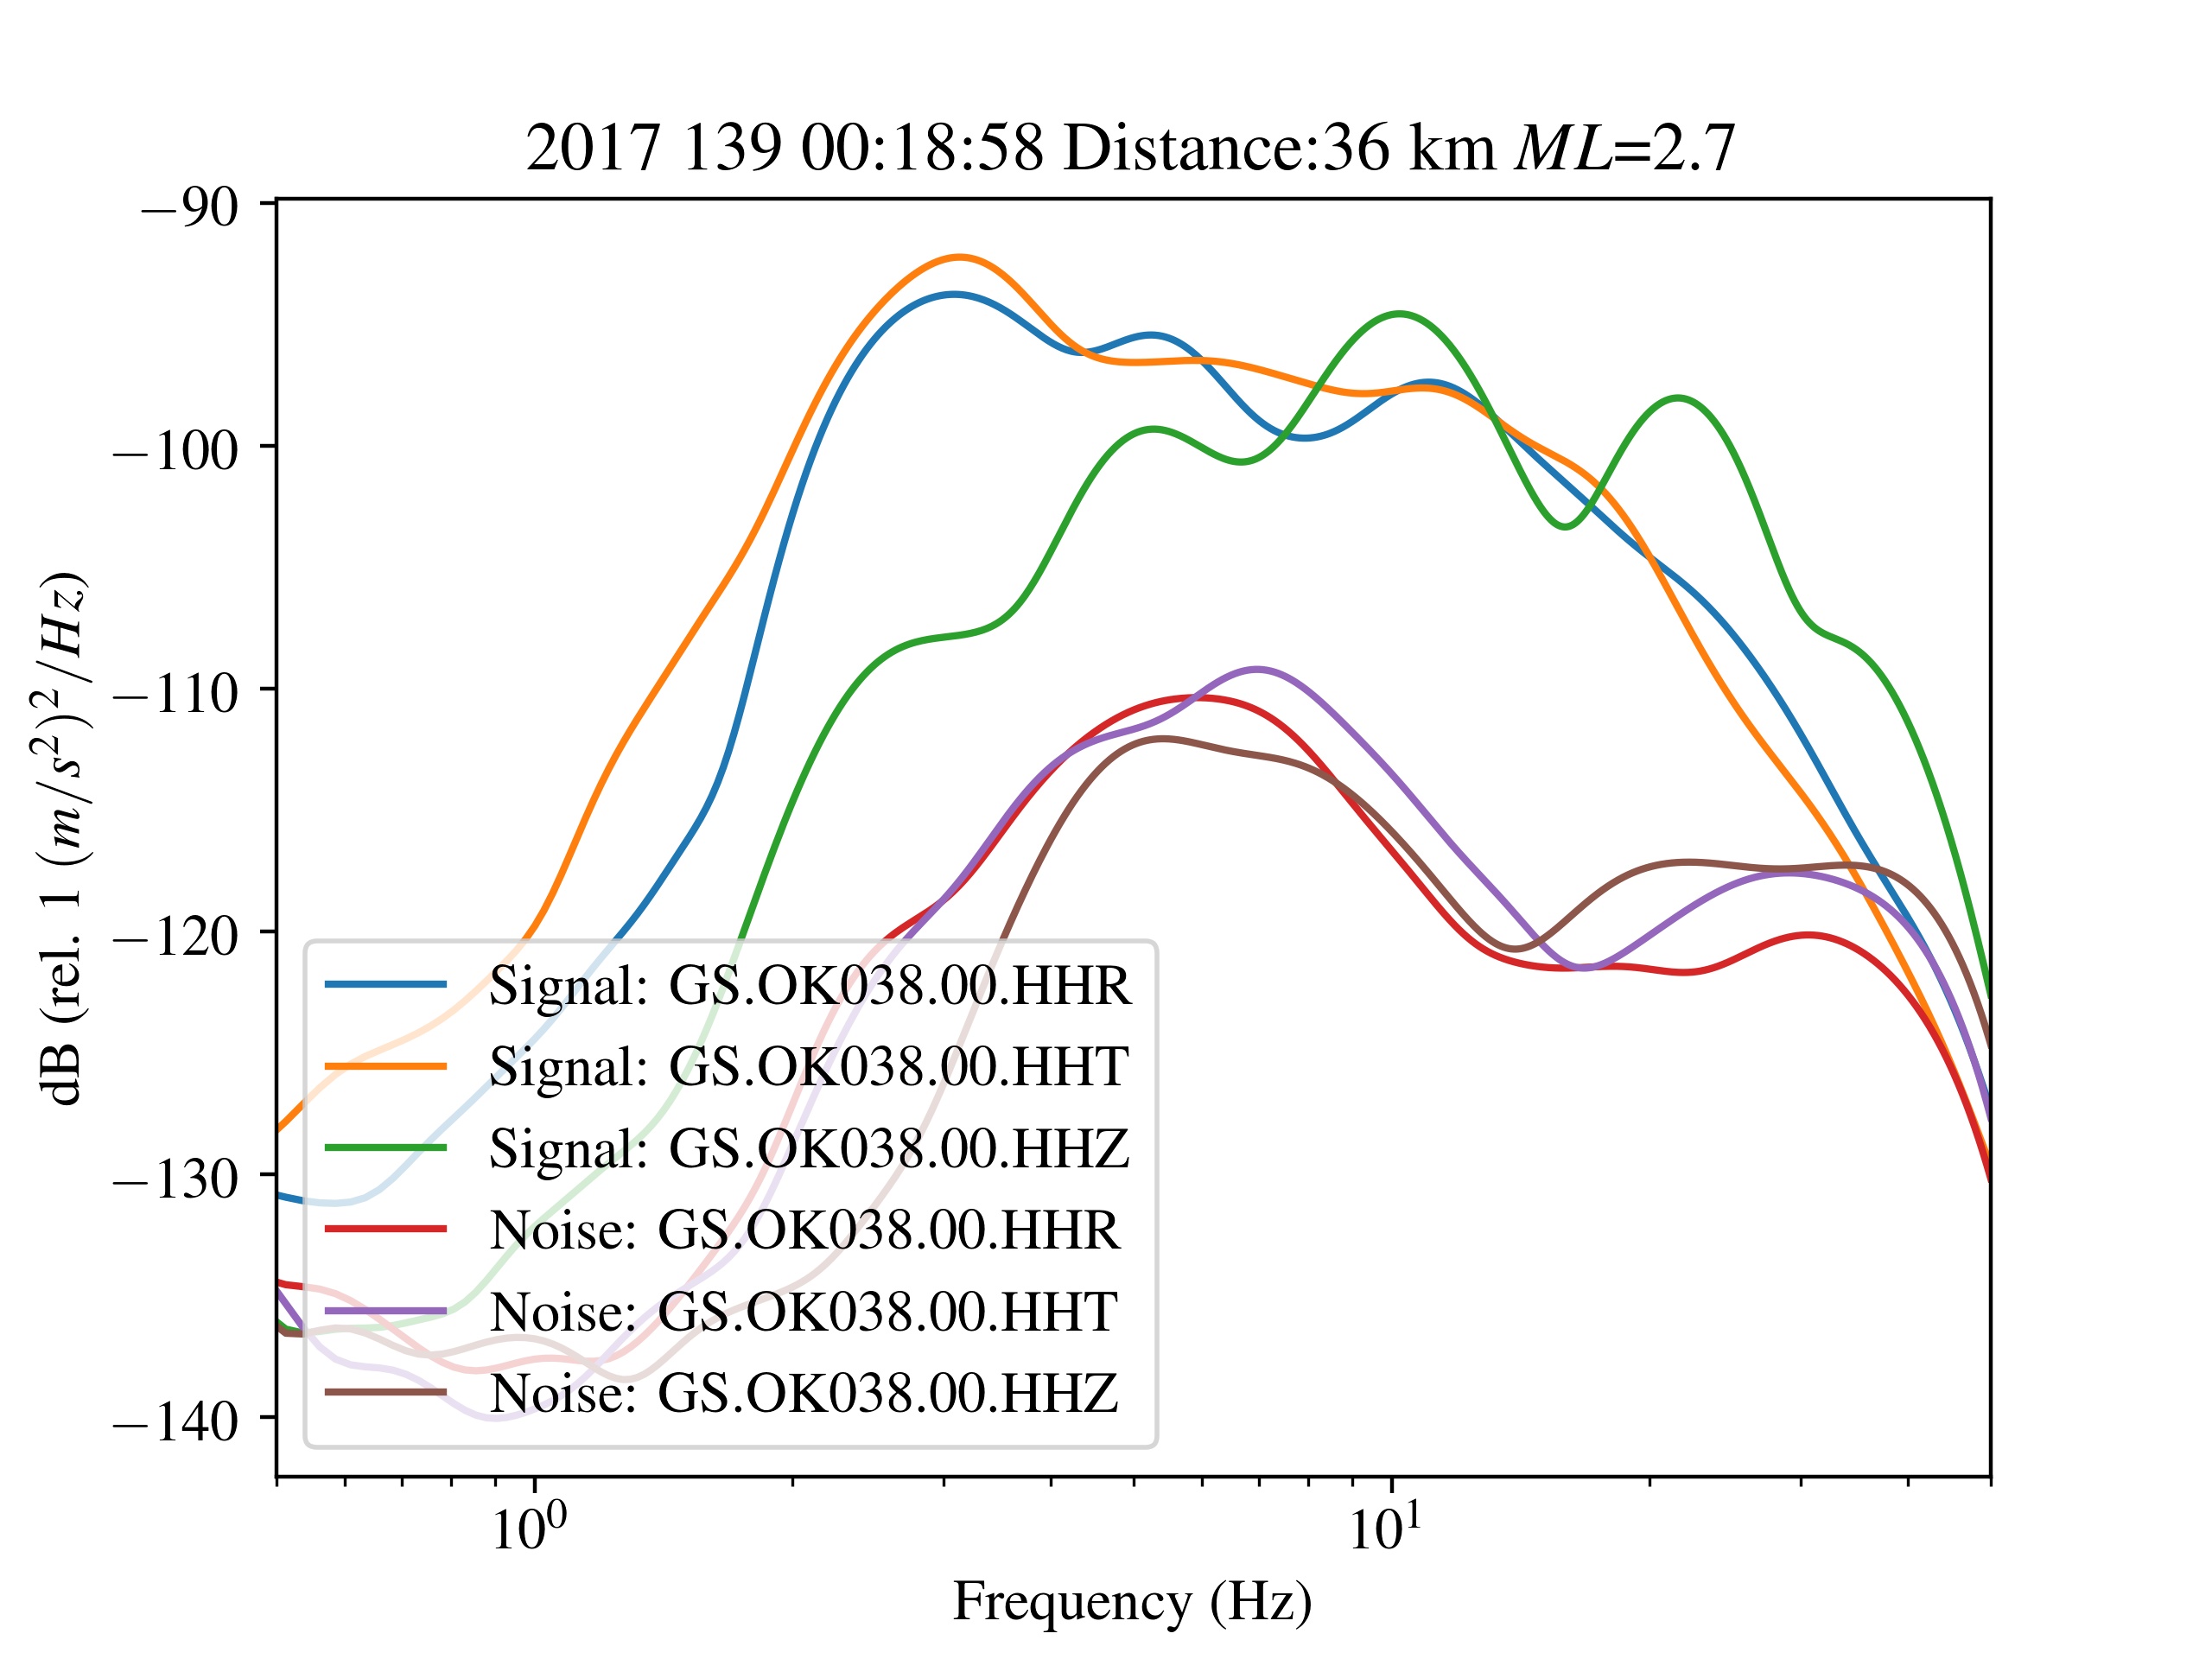 2017 139 00:18:58 Distance:36 km ML=2.7
−90
−100
−110
−120
−130
−140
dB (rel. 1 (m/s²)²/Hz)
Signal: GS.OK038.00.HHR
Signal: GS.OK038.00.HHT
Signal: GS.OK038.00.HHZ
Noise: GS.OK038.00.HHR
Noise: GS.OK038.00.HHT
Noise: GS.OK038.00.HHZ
10⁰ 10¹
Frequency (Hz)